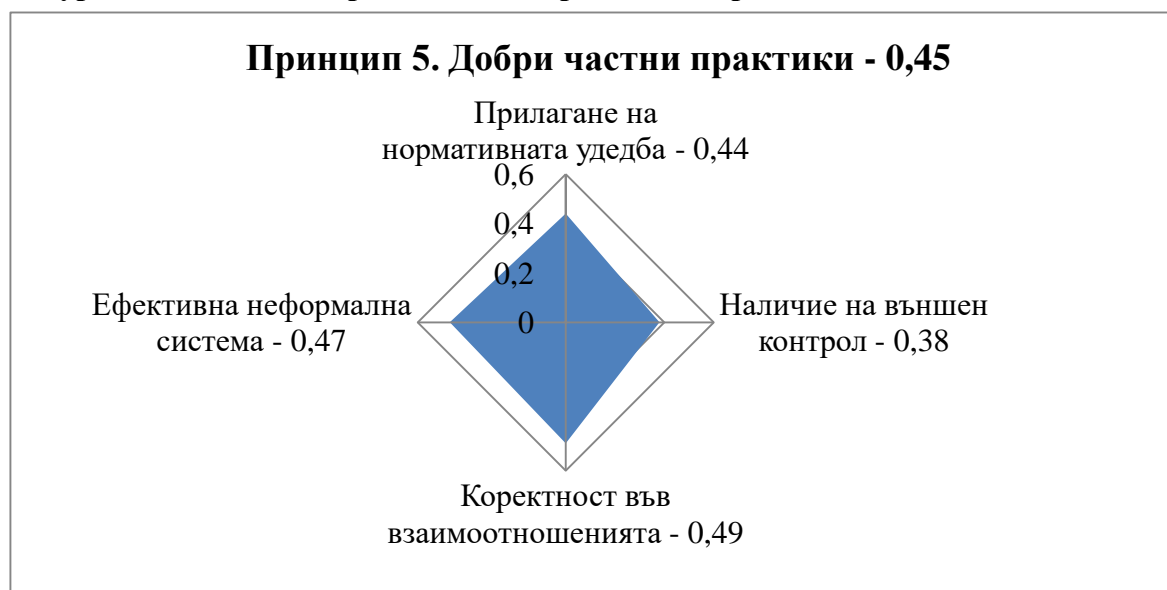 Принцип 5. Добри частни практики - 0,45
Прилагане на
нормативната удедба - 0,44
0,6
0,4
0,2
0
Ефективна неформална
система - 0,47
Наличие на външен
контрол - 0,38
Коректност във
взаимоотношенията - 0,49